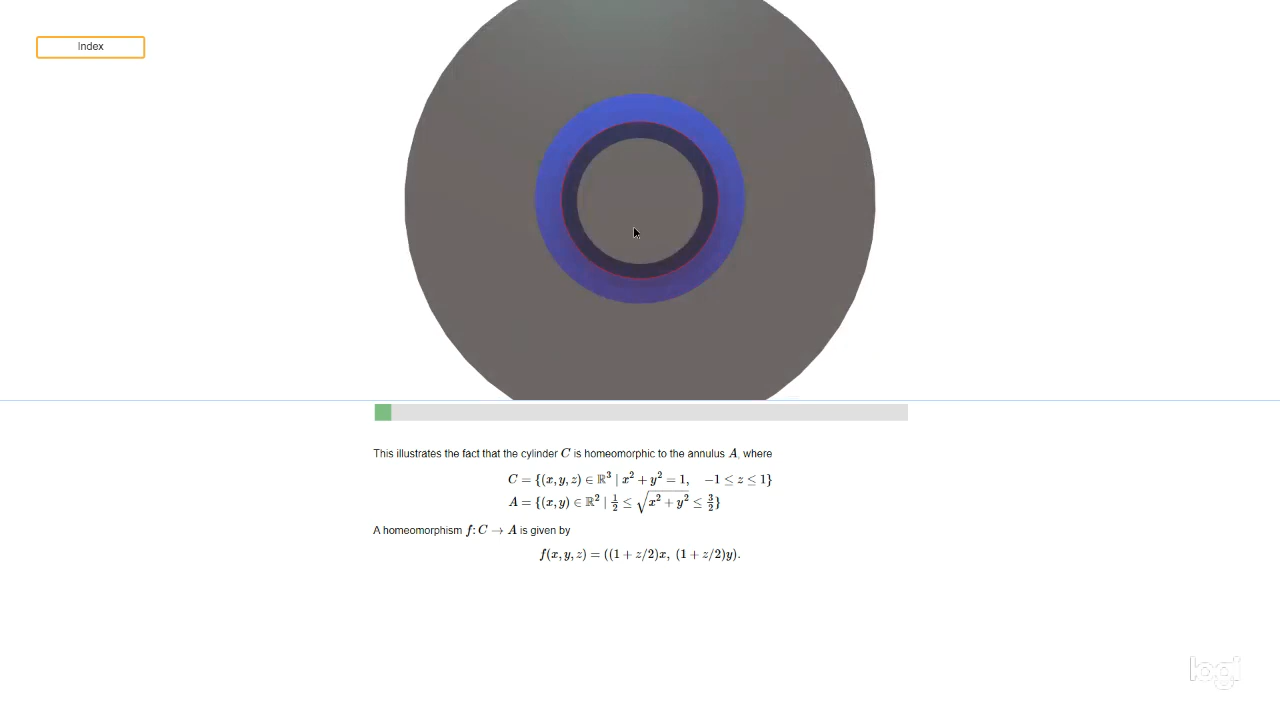 Index
This illustrates the fact that the cylinder C is homeomorphic to the annulus A, where
C = {(x, y, z) ∈ ℝ³ | x² + y² = 1,   −1 ≤ z ≤ 1}
A = {(x, y) ∈ ℝ² | 1/2 ≤ √(x² + y²) ≤ 3/2}
A homeomorphism f: C → A is given by
f(x, y, z) = ((1 + z/2)x, (1 + z/2)y).
logi